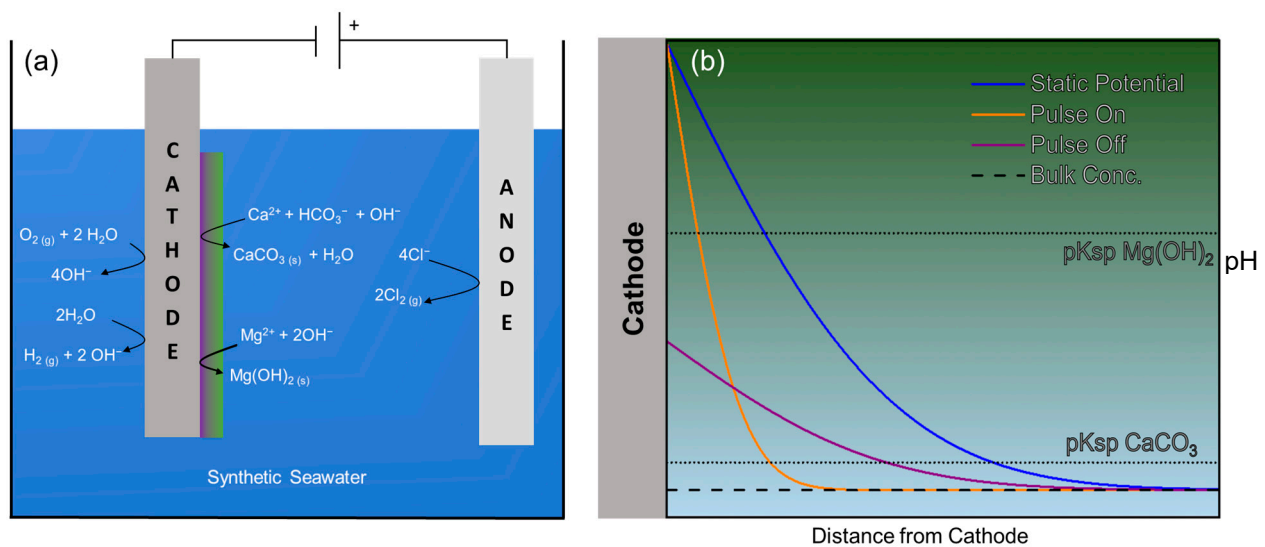 (a)
+
CATHODE
ANODE
O₂ (g) + 2 H₂O
4OH⁻
2H₂O
H₂ (g) + 2 OH⁻
Ca²⁺ + HCO₃⁻ + OH⁻
CaCO₃ (s) + H₂O
Mg²⁺ + 2OH⁻
Mg(OH)₂ (s)
4Cl⁻
2Cl₂ (g)
Synthetic Seawater
(b)
Static Potential
Pulse On
Pulse Off
Bulk Conc.
pKsp Mg(OH)₂
pKsp CaCO₃
Cathode
pH
Distance from Cathode